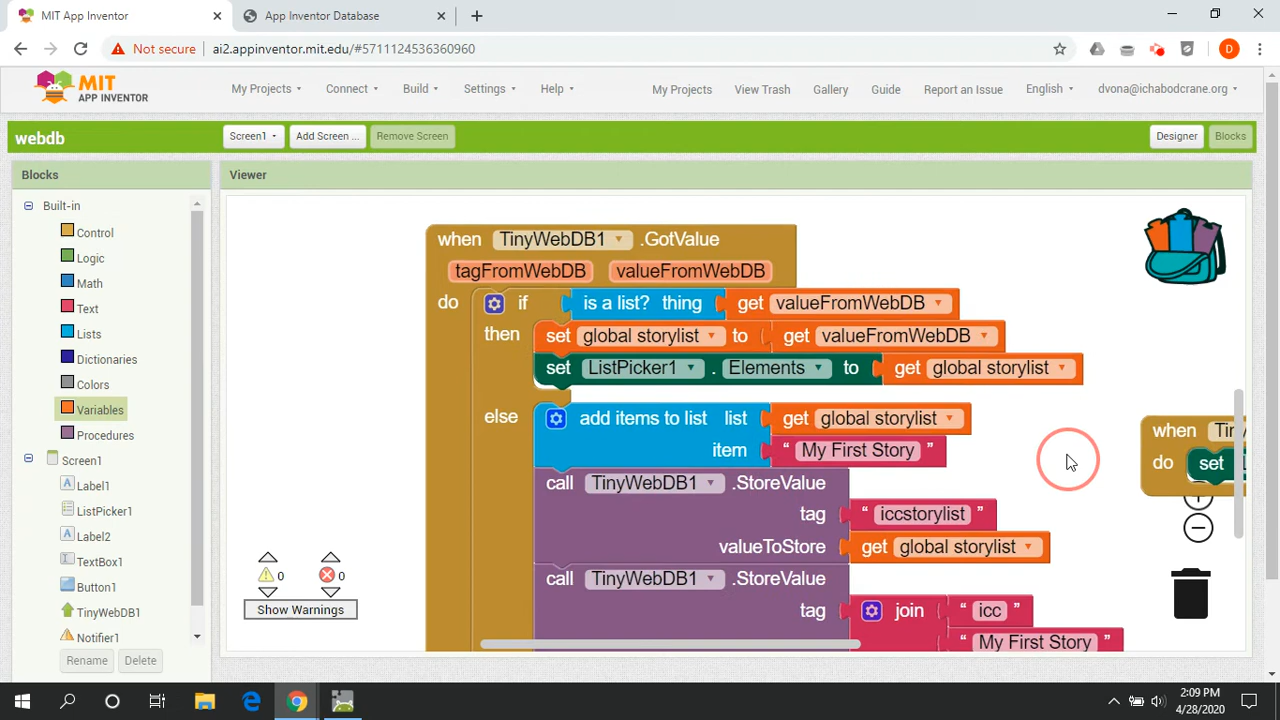 MIT App Inventor
App Inventor Database
Not secure
ai2.appinventor.mit.edu/#5711124536360960
D
MIT
APP INVENTOR
My Projects
Connect
Build
Settings
Help
My Projects
View Trash
Gallery
Guide
Report an Issue
English
dvona@ichabodcrane.org
webdb
Screen1
Add Screen ...
Remove Screen
Designer
Blocks
Blocks
Viewer
Built-in
Control
Logic
Math
Text
Lists
Dictionaries
Colors
Variables
Procedures
Screen1
Label1
ListPicker1
Label2
TextBox1
Button1
TinyWebDB1
Notifier1
Rename
Delete
when TinyWebDB1 .GotValue
tagFromWebDB valueFromWebDB
do if is a list? thing get valueFromWebDB
then set global storylist to get valueFromWebDB
set ListPicker1 . Elements to get global storylist
else add items to list list get global storylist
item " My First Story "
call TinyWebDB1 .StoreValue
tag " iccstorylist "
valueToStore get global storylist
call TinyWebDB1 .StoreValue
tag join " icc "
" My First Story "
when
do set
0
0
Show Warnings
2:09 PM
4/28/2020